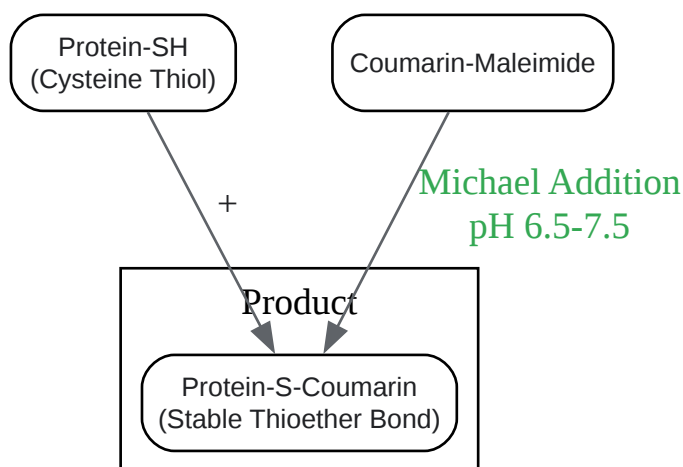 Protein-SH
(Cysteine Thiol)
Coumarin-Maleimide
+
Michael Addition
pH 6.5-7.5
Product
Protein-S-Coumarin
(Stable Thioether Bond)